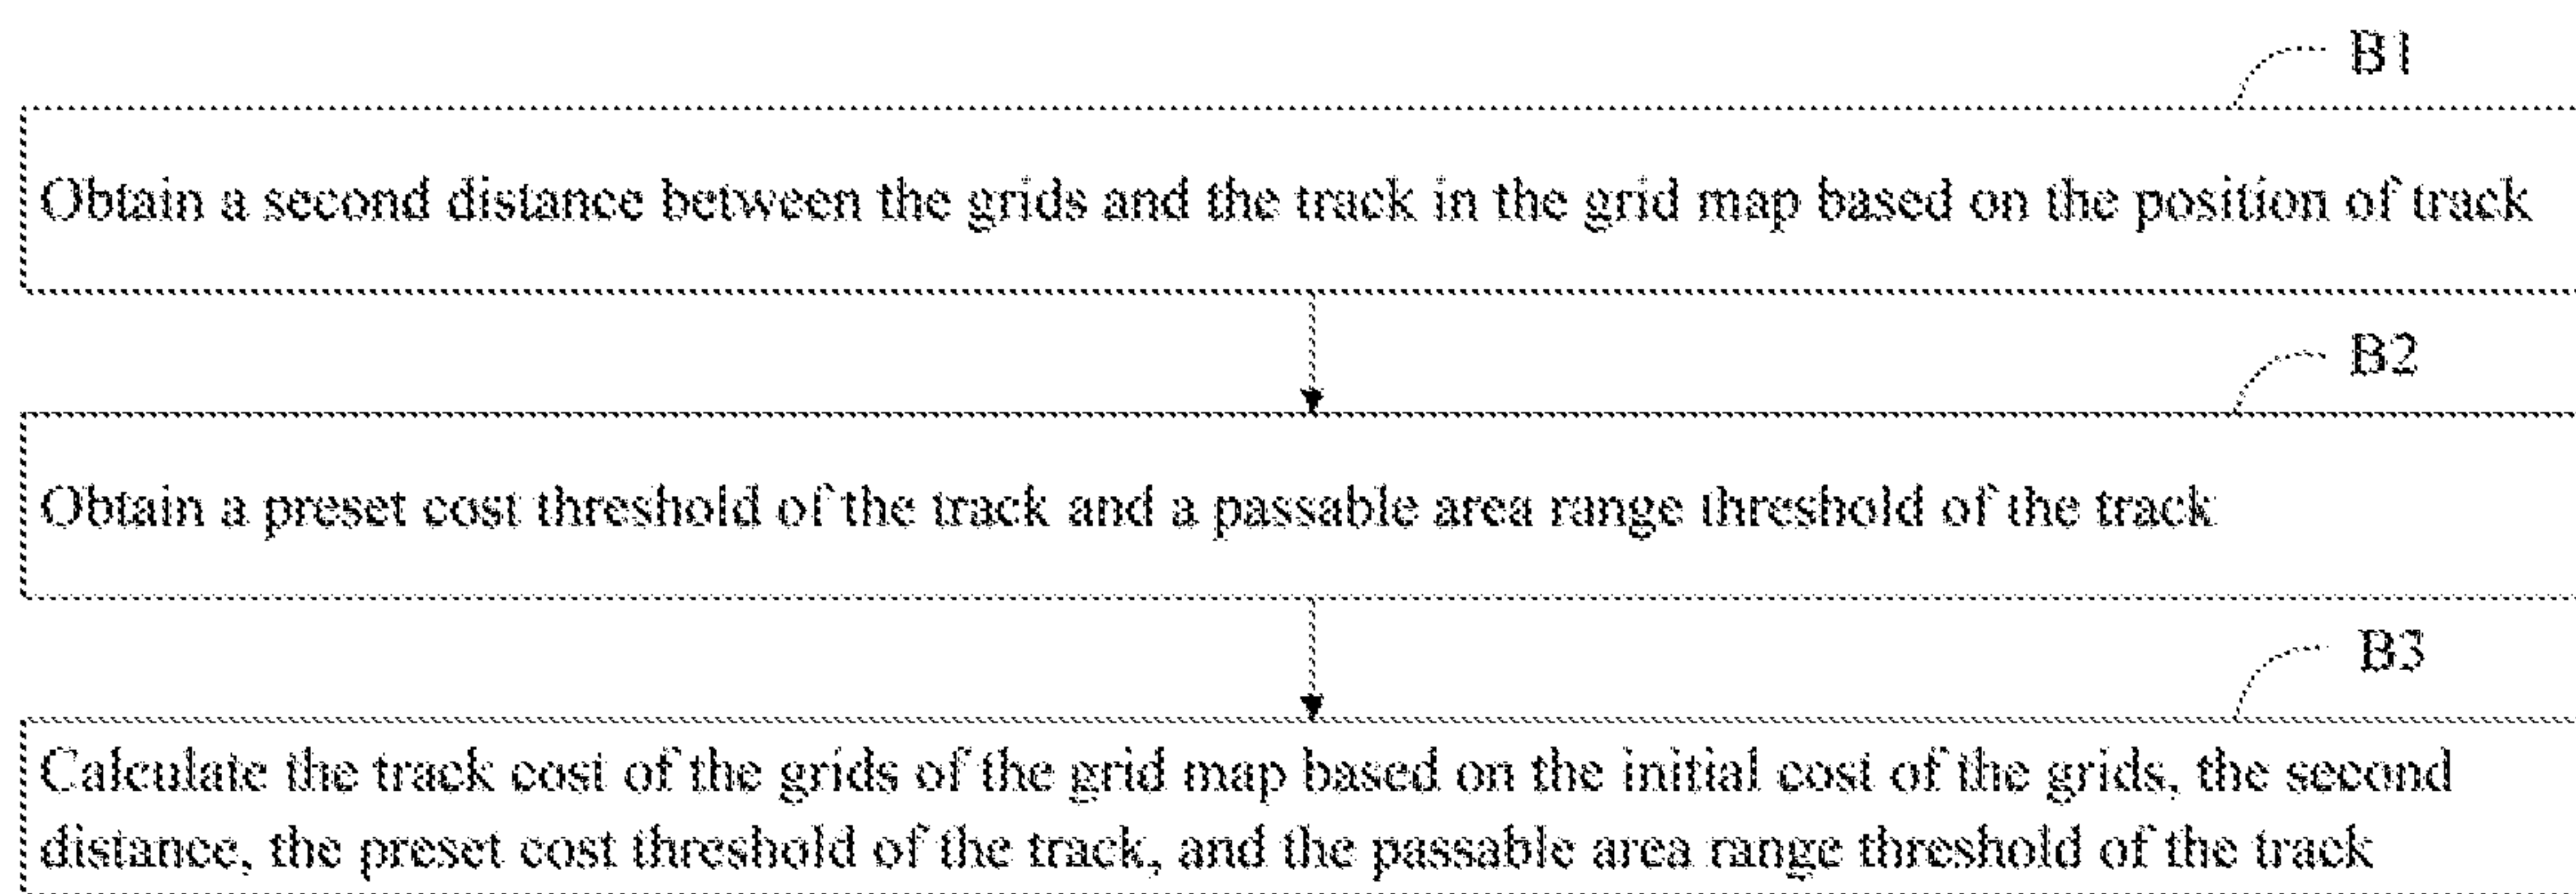 B1
Obtain a second distance between the grids and the track in the grid map based on the position of track
B2
Obtain a preset cost threshold of the track and a passable area range threshold of the track
B3
Calculate the track cost of the grids of the grid map based on the initial cost of the grids, the second
distance, the preset cost threshold of the track, and the passable area range threshold of the track